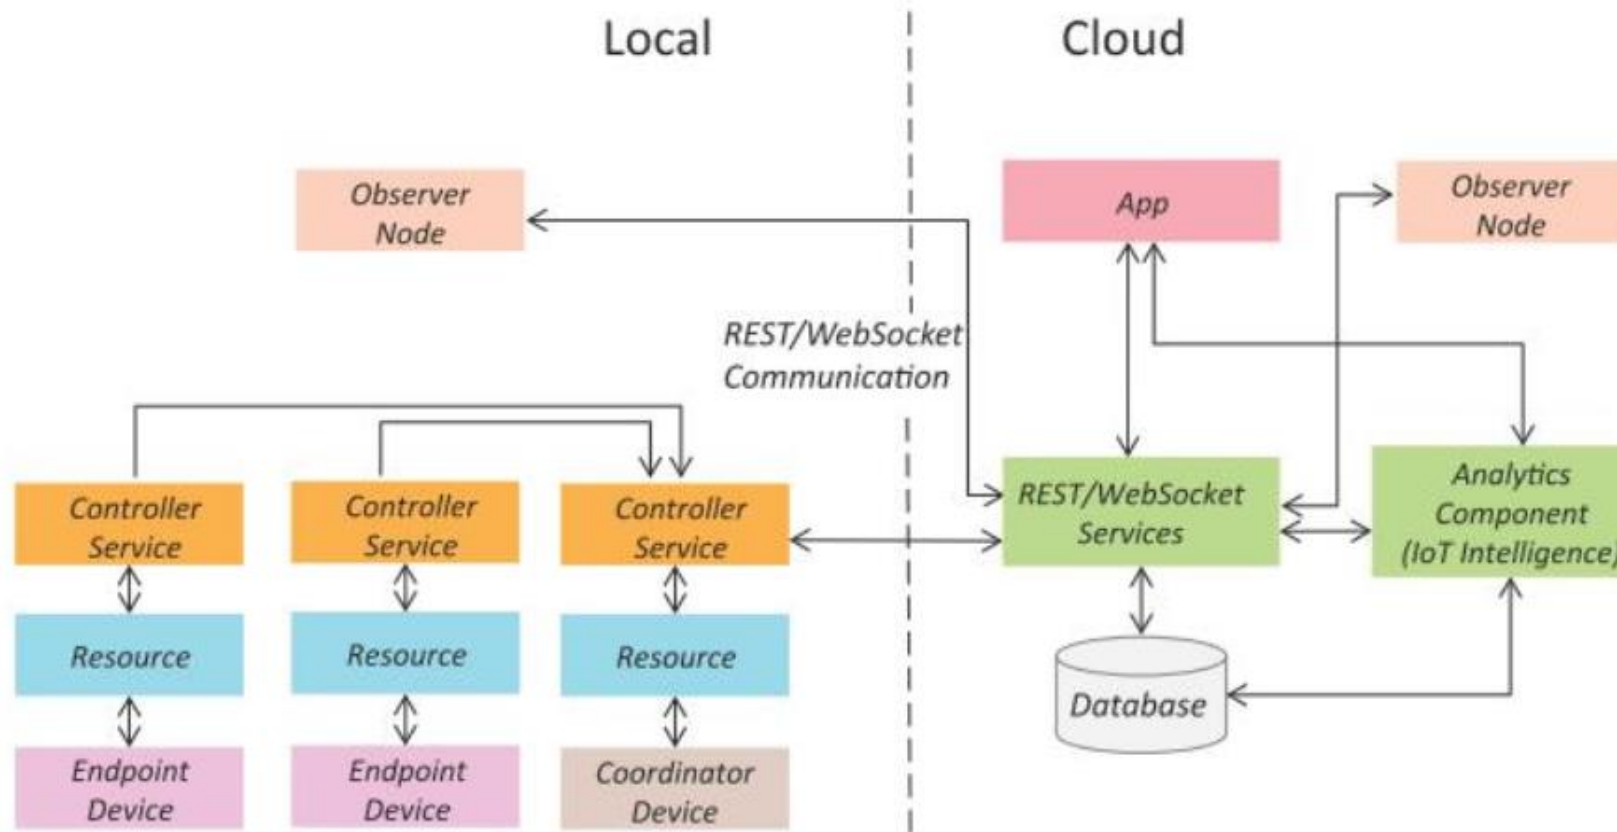 Local
Cloud
Observer
Node
App
Observer
Node
REST/WebSocket
Communication
Controller
Service
Controller
Service
Controller
Service
REST/WebSocket
Services
Analytics
Component
(IoT Intelligence)
Resource
Resource
Resource
Database
Endpoint
Device
Endpoint
Device
Coordinator
Device